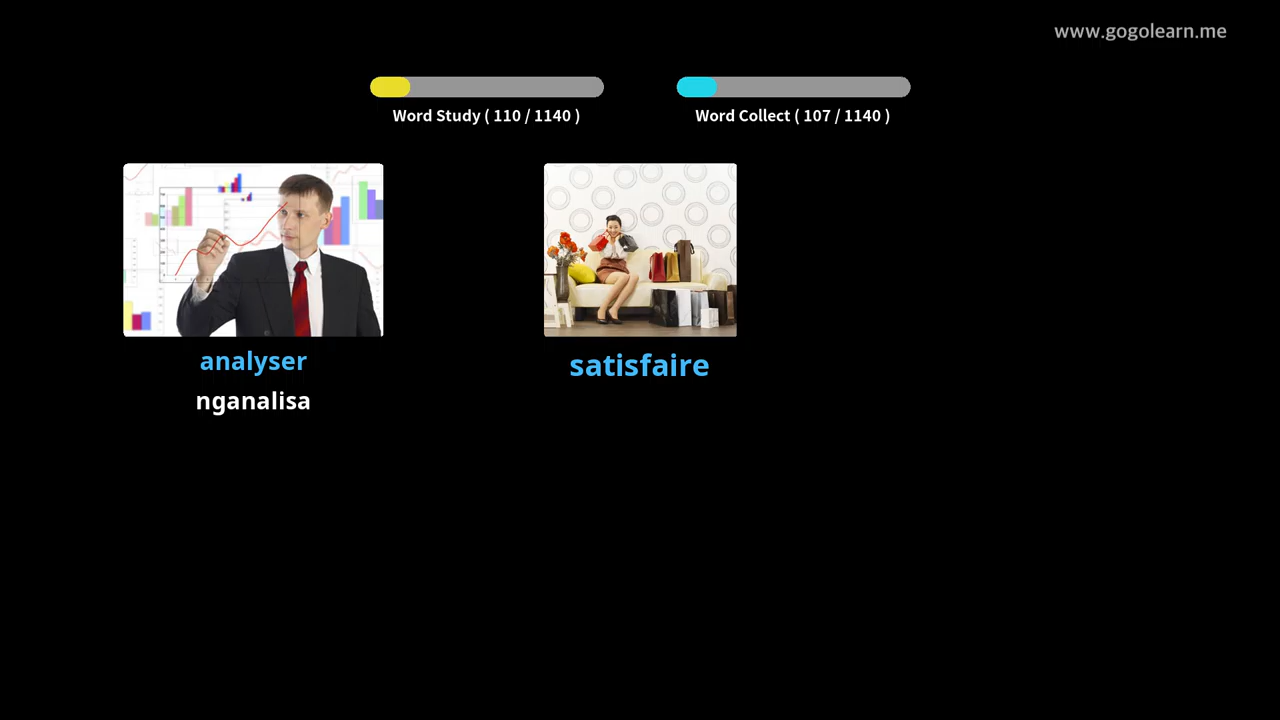 www.gogolearn.me
Word Study ( 110 / 1140 )
Word Collect ( 107 / 1140 )
analyser
nganalisa
satisfaire